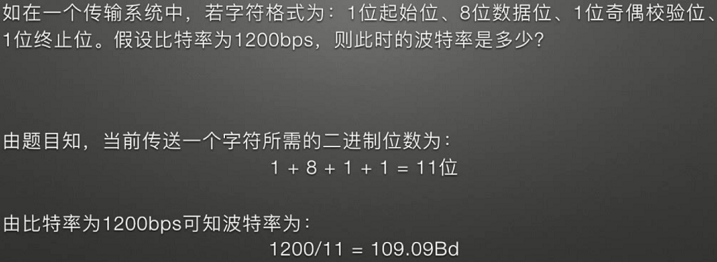 如在一个传输系统中，若字符格式为：1位起始位、8位数据位、1位奇偶校验位、
1位终止位。假设比特率为1200bps，则此时的波特率是多少？
由题目知，当前传送一个字符所需的二进制位数为：
1 + 8 + 1 + 1 = 11位
由比特率为1200bps可知波特率为：
1200/11 = 109.09Bd